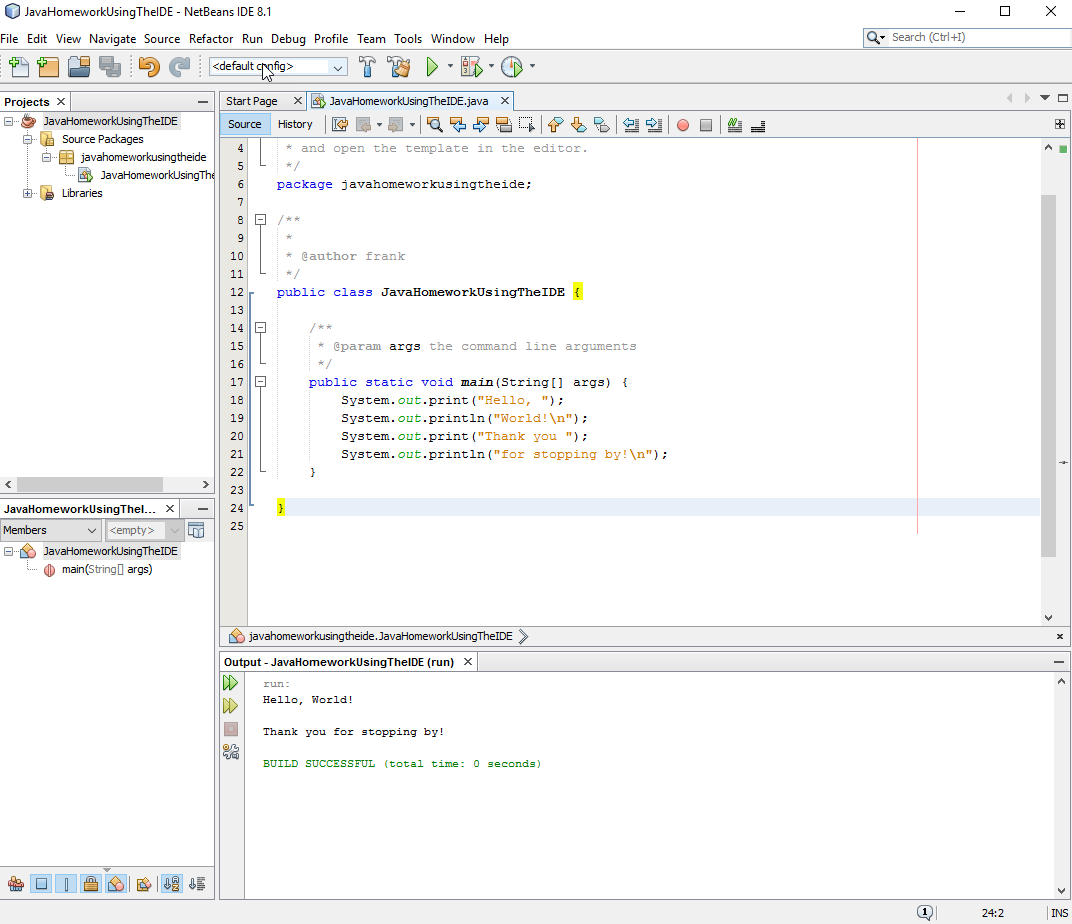 JavaHomeworkUsingTheIDE - NetBeans IDE 8.1
File Edit View Navigate Source Refactor Run Debug Profile Team Tools Window Help
Search (Ctrl+I)
<default config>
Projects
JavaHomeworkUsingTheIDE
Source Packages
javahomeworkusingtheide
JavaHomeworkUsingThe
Libraries
JavaHomeworkUsingTheI...
Members <empty>
JavaHomeworkUsingTheIDE
main(String[] args)
Start Page JavaHomeworkUsingTheIDE.java
Source History
4 * and open the template in the editor.
5 */
6 package javahomeworkusingtheide;
7
8 /**
9 *
10 * @author frank
11 */
12 public class JavaHomeworkUsingTheIDE {
13
14 /**
15 * @param args the command line arguments
16 */
17 public static void main(String[] args) {
18 System.out.print("Hello, ");
19 System.out.println("World!\n");
20 System.out.print("Thank you ");
21 System.out.println("for stopping by!\n");
22 }
23
24 }
25
javahomeworkusingtheide.JavaHomeworkUsingTheIDE
Output - JavaHomeworkUsingTheIDE (run)
run:
Hello, World!
Thank you for stopping by!
BUILD SUCCESSFUL (total time: 0 seconds)
1 24:2 INS